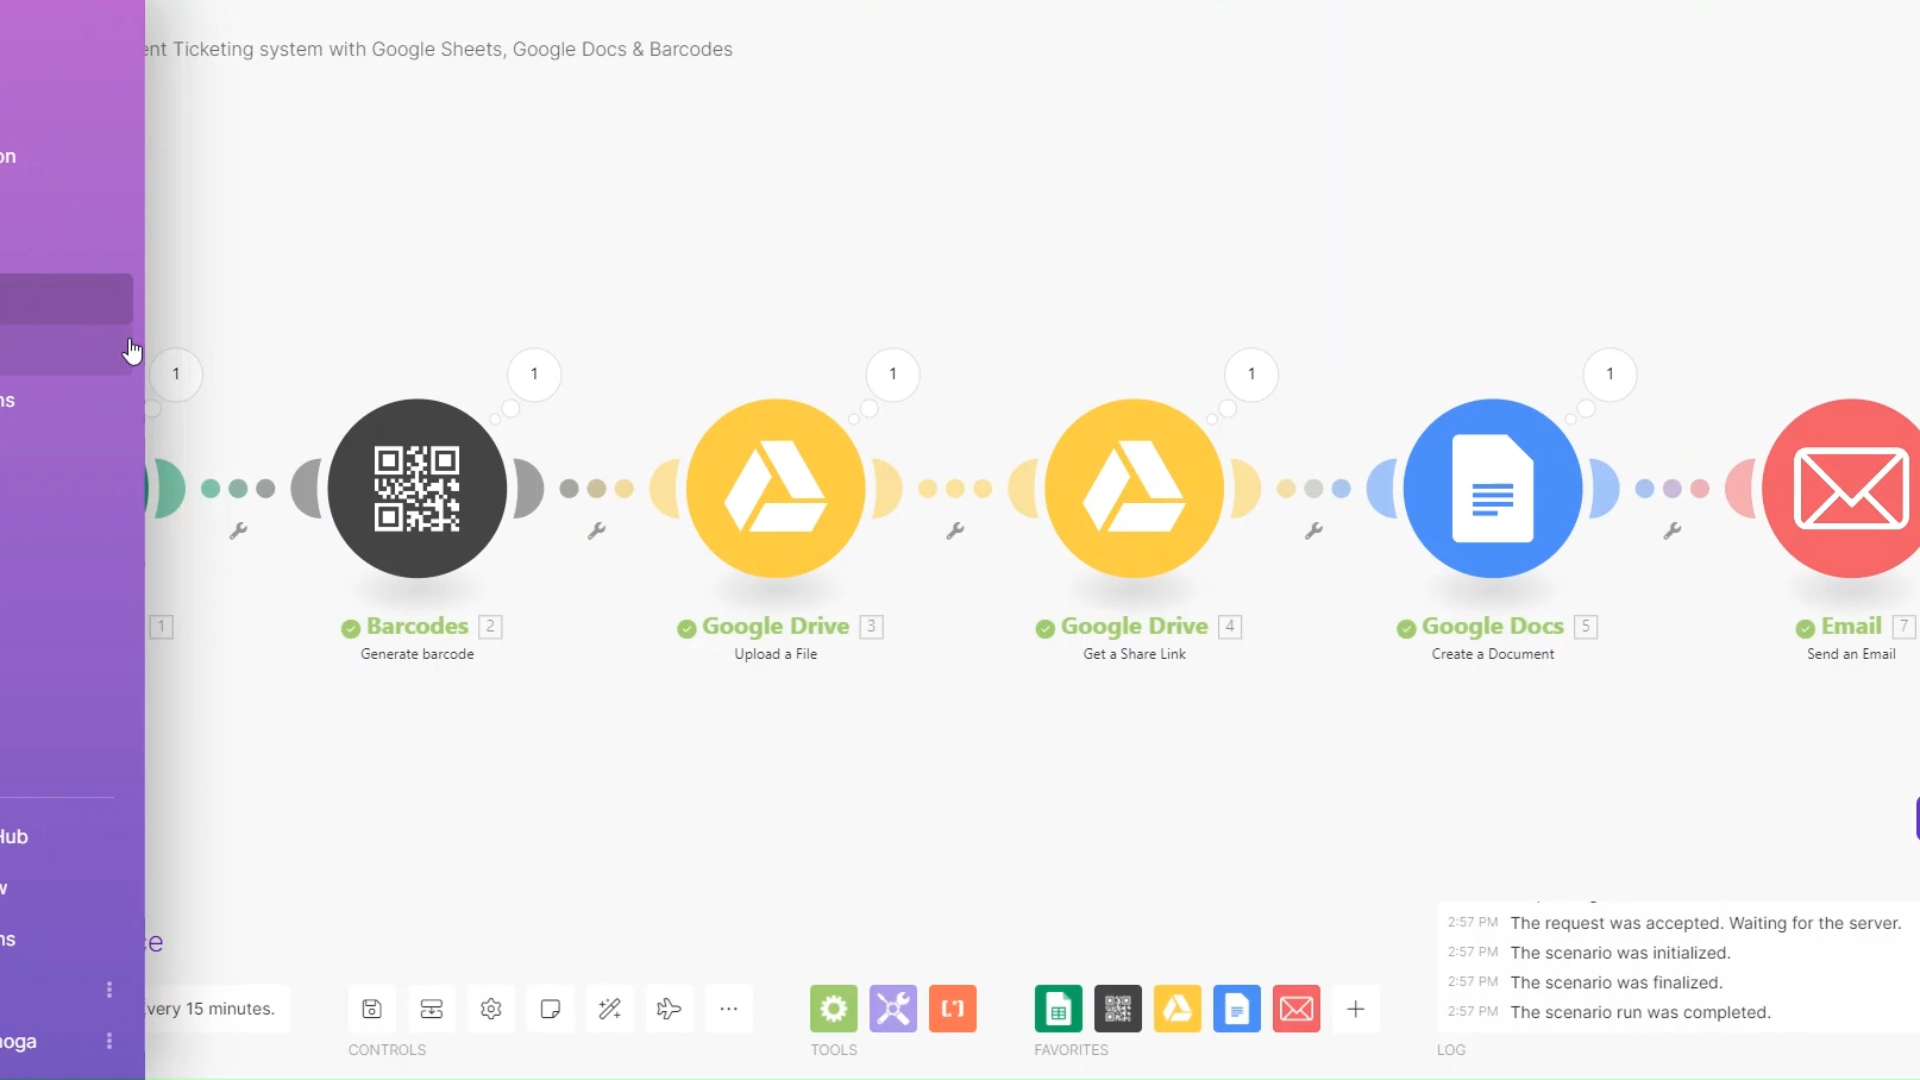 ent Ticketing system with Google Sheets, Google Docs & Barcodes
on
ns
1
1
1
1
1
1
Barcodes 2
Generate barcode
Google Drive 3
Upload a File
Google Drive 4
Get a Share Link
Google Docs 5
Create a Document
Email 7
Send an Email
Hub
w
ns
noga
ce
very 15 minutes.
CONTROLS
TOOLS
FAVORITES
2:57 PM The request was accepted. Waiting for the server.
2:57 PM The scenario was initialized.
2:57 PM The scenario was finalized.
2:57 PM The scenario run was completed.
LOG